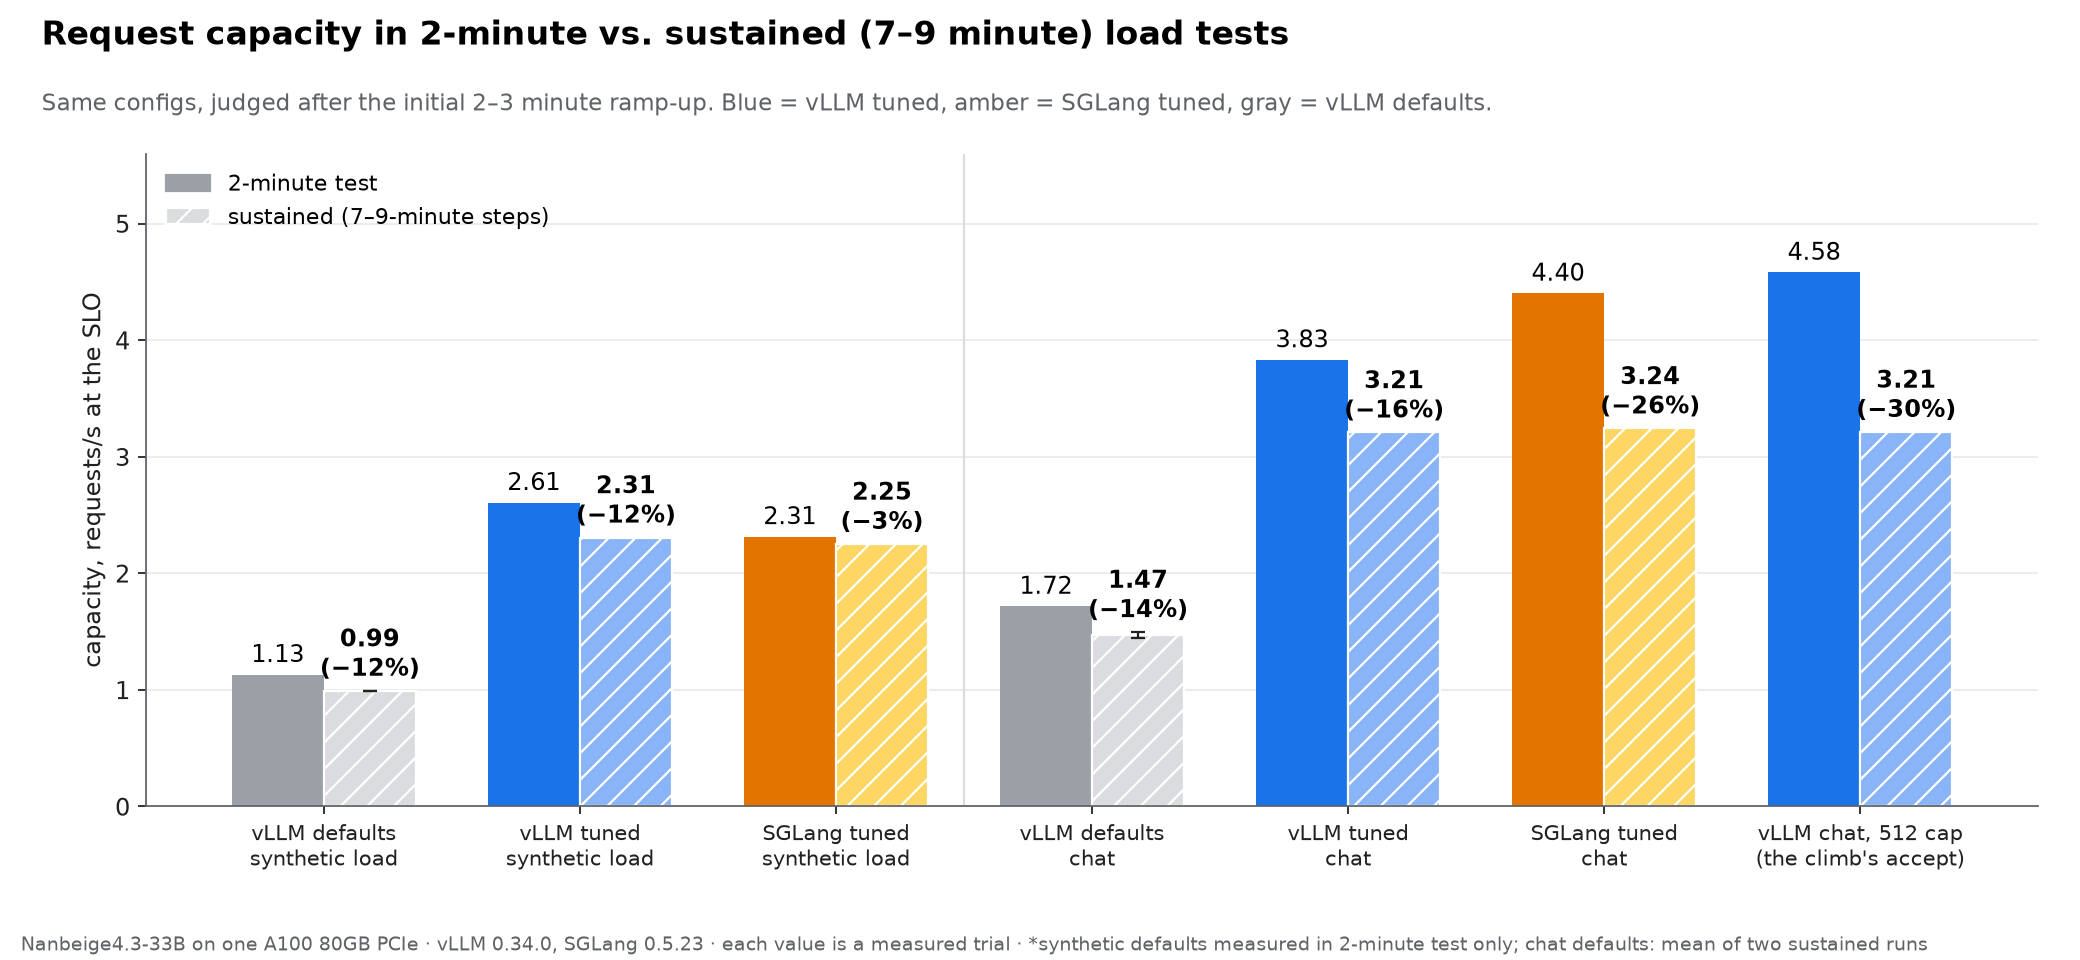 Request capacity in 2-minute vs. sustained (7–9 minute) load tests
Same configs, judged after the initial 2–3 minute ramp-up. Blue = vLLM tuned, amber = SGLang tuned, gray = vLLM defaults.
2-minute test
sustained (7–9-minute steps)
capacity, requests/s at the SLO
5
4
3
2
1
0
1.13
0.99
(−12%)
2.61
2.31
(−12%)
2.31
2.25
(−3%)
1.72
1.47
(−14%)
3.83
3.21
(−16%)
4.40
3.24
(−26%)
4.58
3.21
(−30%)
vLLM defaults
synthetic load
vLLM tuned
synthetic load
SGLang tuned
synthetic load
vLLM defaults
chat
vLLM tuned
chat
SGLang tuned
chat
vLLM chat, 512 cap
(the climb's accept)
Nanbeige4.3-33B on one A100 80GB PCIe · vLLM 0.34.0, SGLang 0.5.23 · each value is a measured trial · *synthetic defaults measured in 2-minute test only; chat defaults: mean of two sustained runs